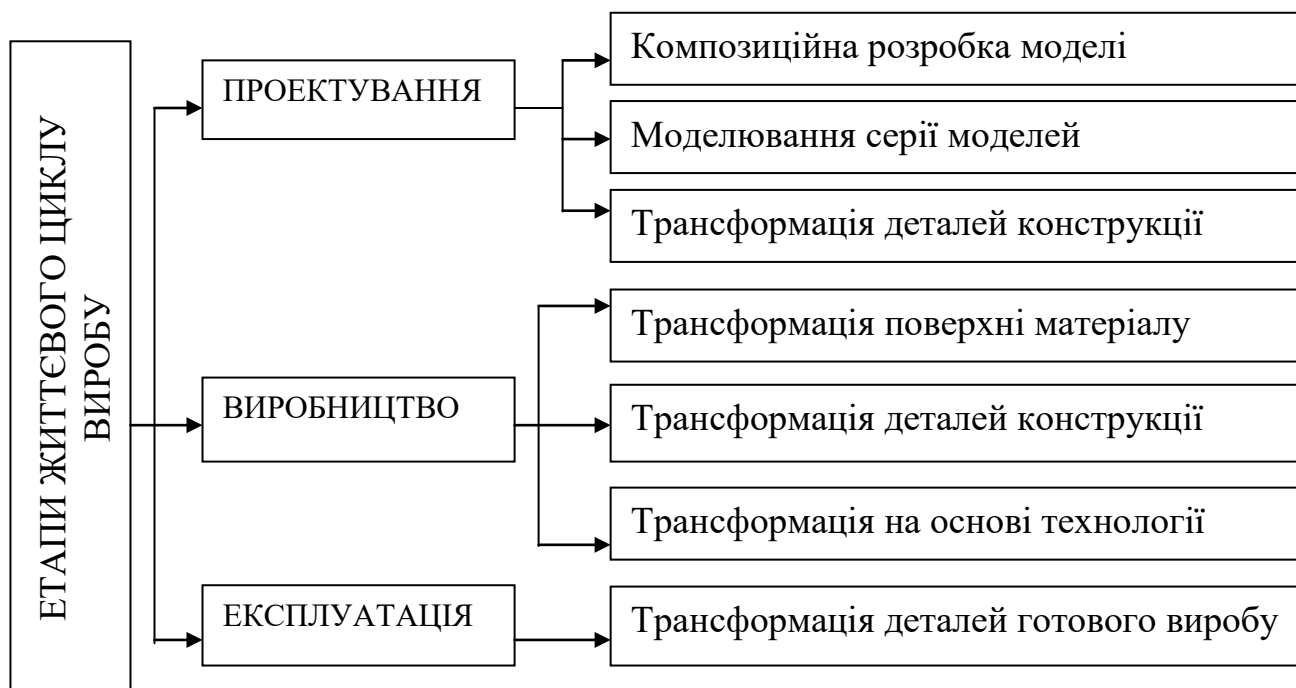 ЕТАПИ ЖИТТЄВОГО ЦИКЛУ
ВИРОБУ
ПРОЕКТУВАННЯ
Композиційна розробка моделі
Моделювання серії моделей
Трансформація деталей конструкції
ВИРОБНИЦТВО
Трансформація поверхні матеріалу
Трансформація деталей конструкції
Трансформація на основі технології
ЕКСПЛУАТАЦІЯ
Трансформація деталей готового виробу